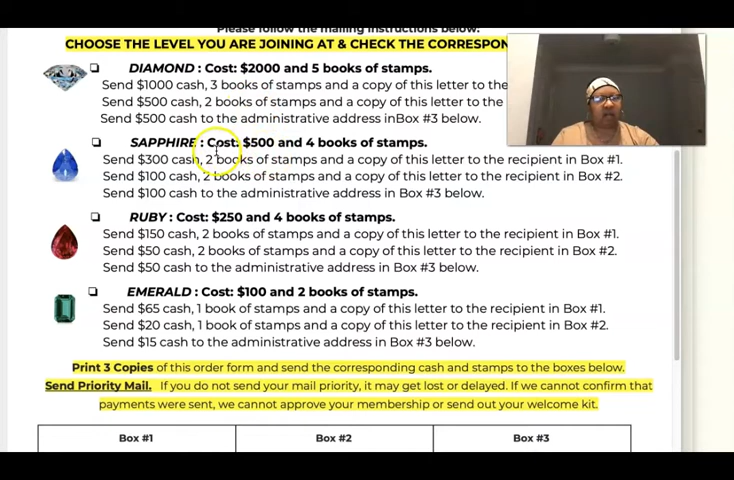 Please follow the mailing instructions below.
CHOOSE THE LEVEL YOU ARE JOINING AT & CHECK THE CORRESPON
DIAMOND : Cost: $2000 and 5 books of stamps.
Send $1000 cash, 3 books of stamps and a copy of this letter to the
Send $500 cash, 2 books of stamps and a copy of this letter to the
Send $500 cash to the administrative address inBox #3 below.
SAPPHIRE : Cost: $500 and 4 books of stamps.
Send $300 cash, 2 books of stamps and a copy of this letter to the recipient in Box #1.
Send $100 cash, 2 books of stamps and a copy of this letter to the recipient in Box #2.
Send $100 cash to the administrative address in Box #3 below.
RUBY : Cost: $250 and 4 books of stamps.
Send $150 cash, 2 books of stamps and a copy of this letter to the recipient in Box #1.
Send $50 cash, 2 books of stamps and a copy of this letter to the recipient in Box #2.
Send $50 cash to the administrative address in Box #3 below.
EMERALD : Cost: $100 and 2 books of stamps.
Send $65 cash, 1 book of stamps and a copy of this letter to the recipient in Box #1.
Send $20 cash, 1 book of stamps and a copy of this letter to the recipient in Box #2.
Send $15 cash to the administrative address in Box #3 below.
Print 3 Copies of this order form and send the corresponding cash and stamps to the boxes below.
Send Priority Mail. If you do not send your mail priority, it may get lost or delayed. If we cannot confirm that
payments were sent, we cannot approve your membership or send out your welcome kit.
Box #1 Box #2 Box #3